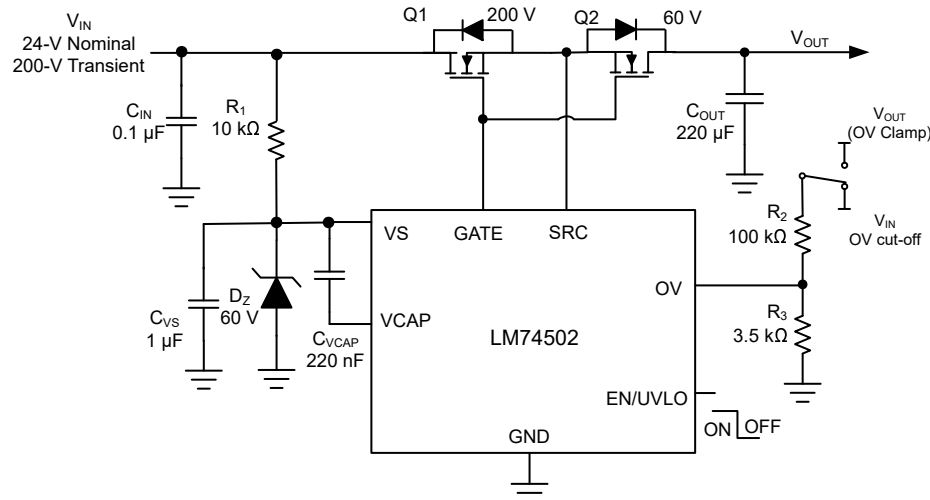 V_IN
24-V Nominal
200-V Transient
Q1
200 V
Q2
60 V
V_OUT
C_IN
0.1 µF
R_1
10 kΩ
C_OUT
220 µF
V_OUT
(OV Clamp)
R_2
100 kΩ
V_IN
OV cut-off
VS
GATE
SRC
OV
D_Z
60 V
C_VS
1 µF
C_VCAP
220 nF
VCAP
LM74502
R_3
3.5 kΩ
EN/UVLO
ON
OFF
GND